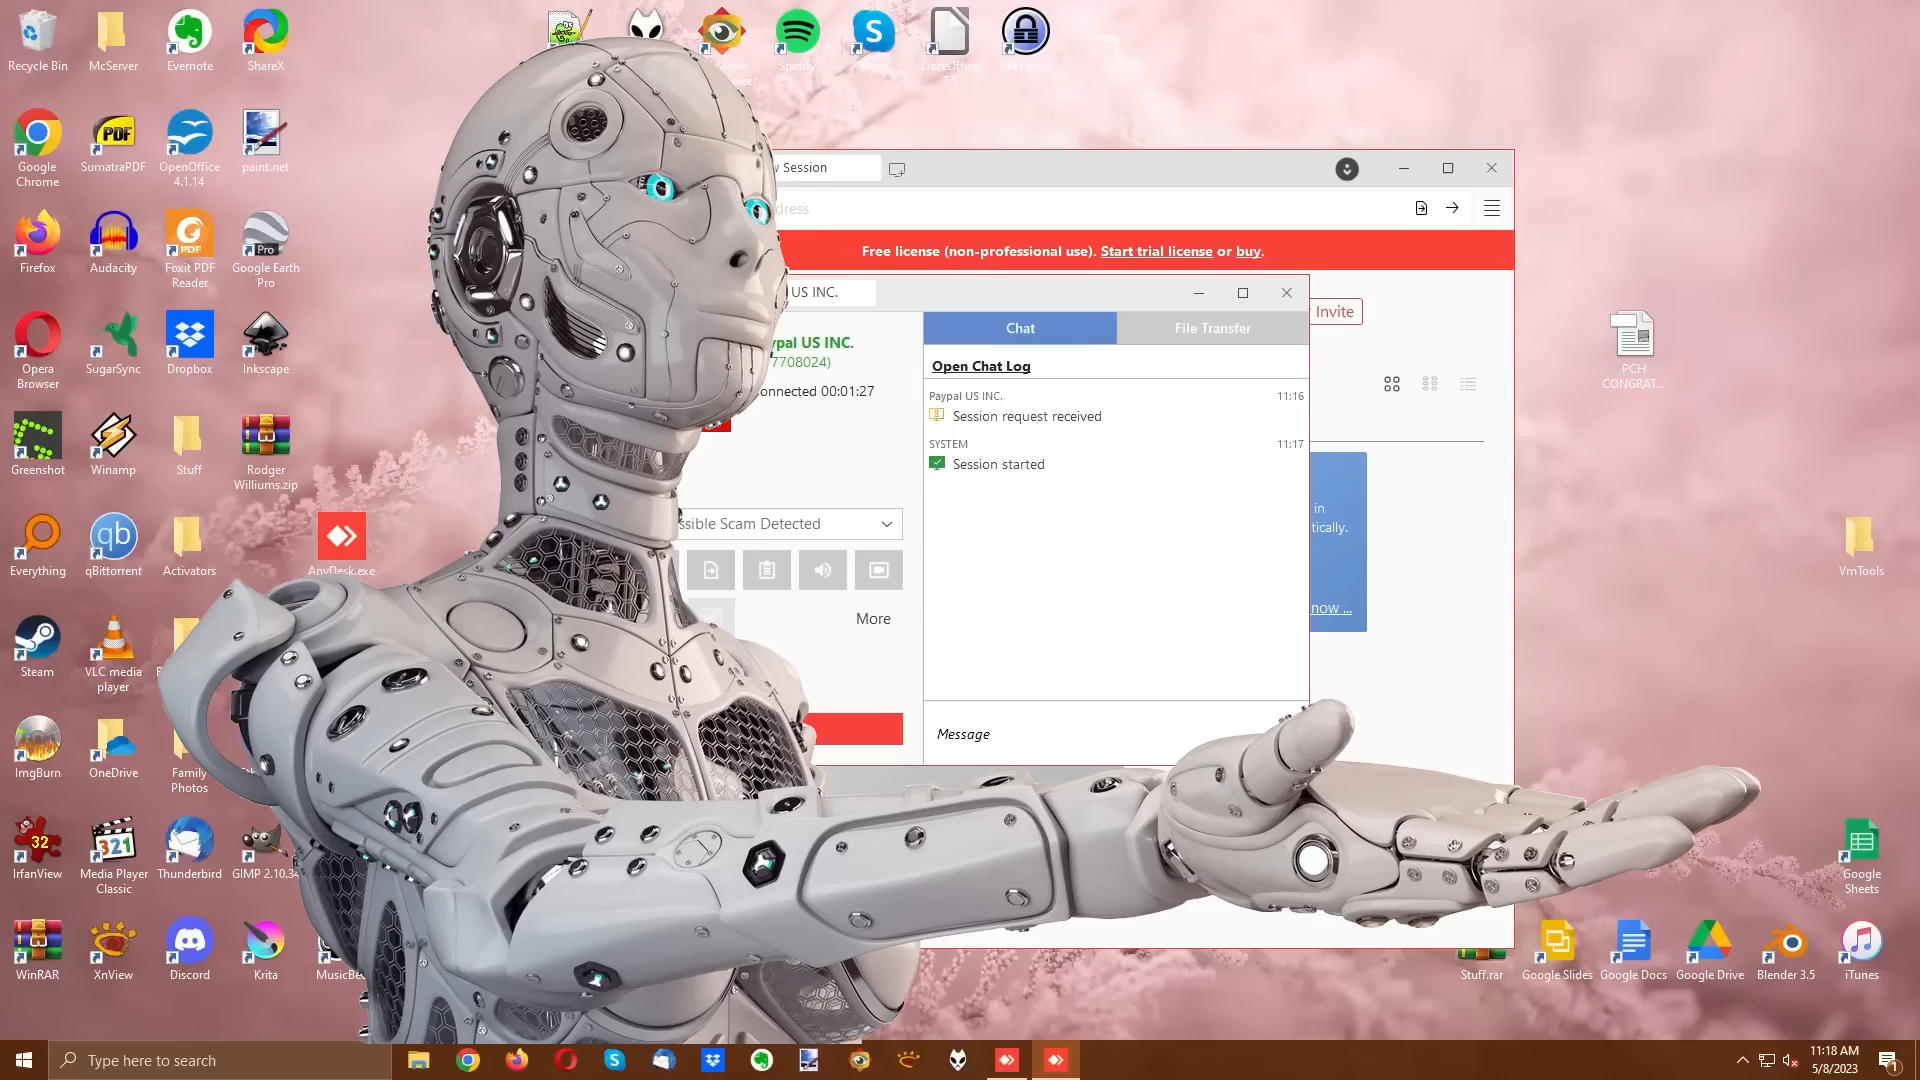 Recycle Bin
McServer
Evernote
ShareX
Spotify
LibreOffice
7.5
Google
Chrome
SumatraPDF
OpenOffice
4.1.14
paint.net
Firefox
Audacity
Foxit PDF
Reader
Google Earth
Pro
Opera
Browser
SugarSync
Dropbox
Inkscape
Greenshot
Winamp
Stuff
Rodger
Williums.zip
Everything
qBittorrent
Activators
AnyDesk.exe
Steam
VLC media
player
ImgBurn
OneDrive
Family
Photos
IrfanView
Media Player
Classic
Thunderbird
GIMP 2.10.34
WinRAR
XnView
Discord
Krita
MusicBe
Session
dress
Free license (non-professional use). Start trial license or buy.
US INC.
Invite
Chat
File Transfer
ypal US INC.
7708024)
onnected 00:01:27
Open Chat Log
Paypal US INC. 11:16
Session request received
SYSTEM 11:17
Session started
ssible Scam Detected
More
in
tically.
now ...
Message
PCH
CONGRAT...
VmTools
Google
Sheets
Stuff.rar
Google Slides
Google Docs
Google Drive
Blender 3.5
iTunes
Type here to search
11:18 AM
5/8/2023
1